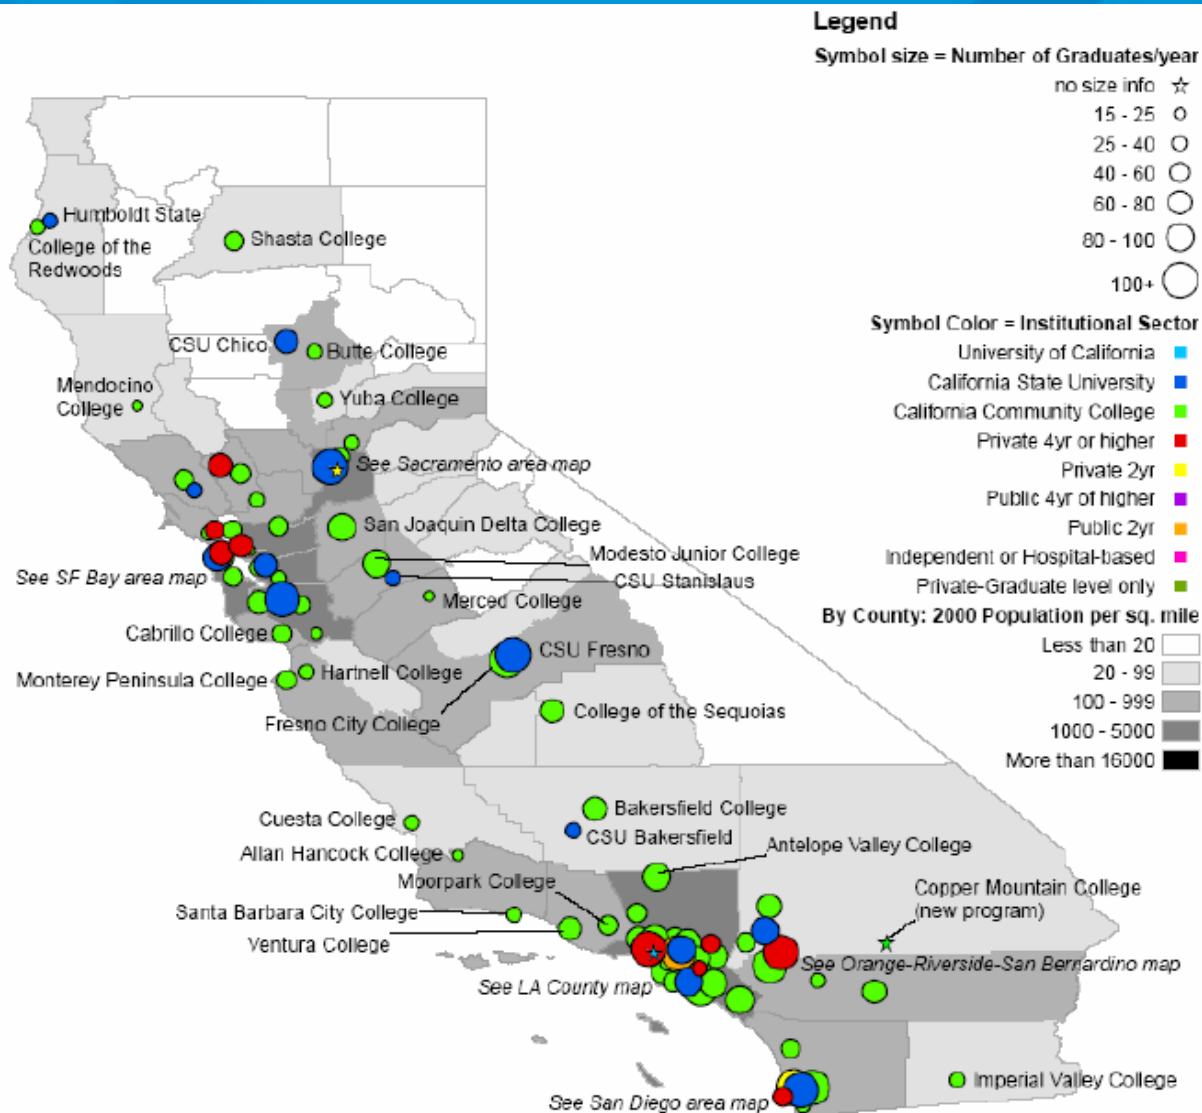 Legend
Symbol size = Number of Graduates/year
no size info
15 - 25
25 - 40
40 - 60
60 - 80
80 - 100
100+
Symbol Color = Institutional Sector
University of California
California State University
California Community College
Private 4yr or higher
Private 2yr
Public 4yr of higher
Public 2yr
Independent or Hospital-based
Private-Graduate level only
By County: 2000 Population per sq. mile
Less than 20
20 - 99
100 - 999
1000 - 5000
More than 16000
Humboldt State
College of the
Redwoods
Shasta College
CSU Chico
Butte College
Mendocino
College
Yuba College
See Sacramento area map
San Joaquin Delta College
Modesto Junior College
See SF Bay area map
CSU Stanislaus
Merced College
Cabrillo College
CSU Fresno
Hartnell College
Monterey Peninsula College
Fresno City College
College of the Sequoias
Bakersfield College
Cuesta College
CSU Bakersfield
Antelope Valley College
Allan Hancock College
Moorpark College
Copper Mountain College
(new program)
Santa Barbara City College
Ventura College
See Orange-Riverside-San Bernardino map
See LA County map
Imperial Valley College
See San Diego area map